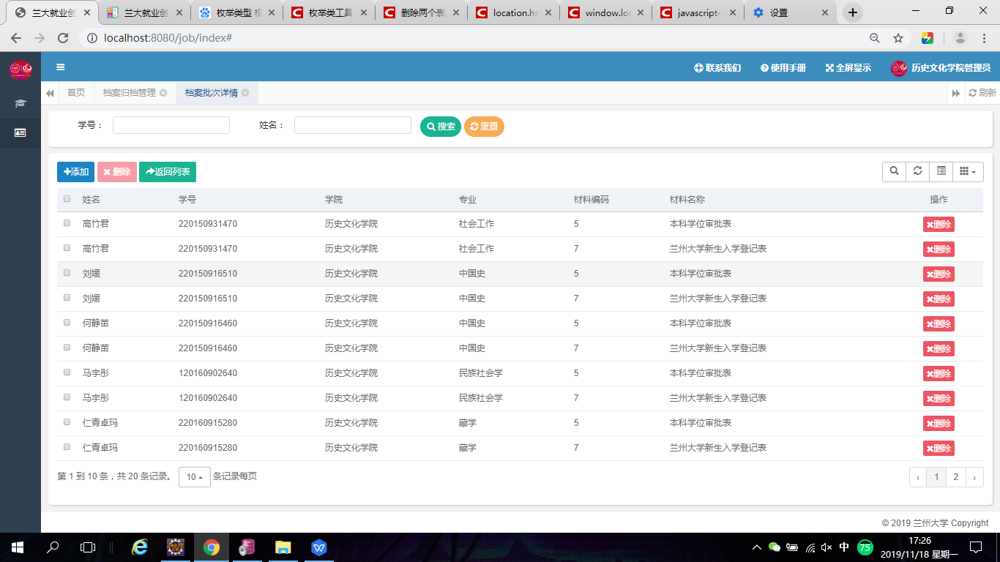 兰大就业创 兰大就业创 枚举类型 枚举类工具 删除两个表 location.hr window.loc javascript- 设置
localhost:8080/job/index#
联系我们 使用手册 全屏显示 历史文化学院管理员
首页 档案归档管理 档案批次详情 刷新
学号： 姓名： 搜索 重置
添加 删除 返回列表
姓名 学号 学院 专业 材料编码 材料名称 操作
高竹君 220150931470 历史文化学院 社会工作 5 本科学位审批表 删除
高竹君 220150931470 历史文化学院 社会工作 7 兰州大学新生入学登记表 删除
刘媛 220150916510 历史文化学院 中国史 5 本科学位审批表 删除
刘媛 220150916510 历史文化学院 中国史 7 兰州大学新生入学登记表 删除
何静苗 220150916460 历史文化学院 中国史 5 本科学位审批表 删除
何静苗 220150916460 历史文化学院 中国史 7 兰州大学新生入学登记表 删除
马宇彤 120160902640 历史文化学院 民族社会学 5 本科学位审批表 删除
马宇彤 120160902640 历史文化学院 民族社会学 7 兰州大学新生入学登记表 删除
仁青卓玛 220160915280 历史文化学院 藏学 5 本科学位审批表 删除
仁青卓玛 220160915280 历史文化学院 藏学 7 兰州大学新生入学登记表 删除
第 1 到 10 条，共 20 条记录。 10 条记录每页 ‹ 1 2 ›
© 2019 兰州大学 Copyright
中 75 17:26
2019/11/18 星期一